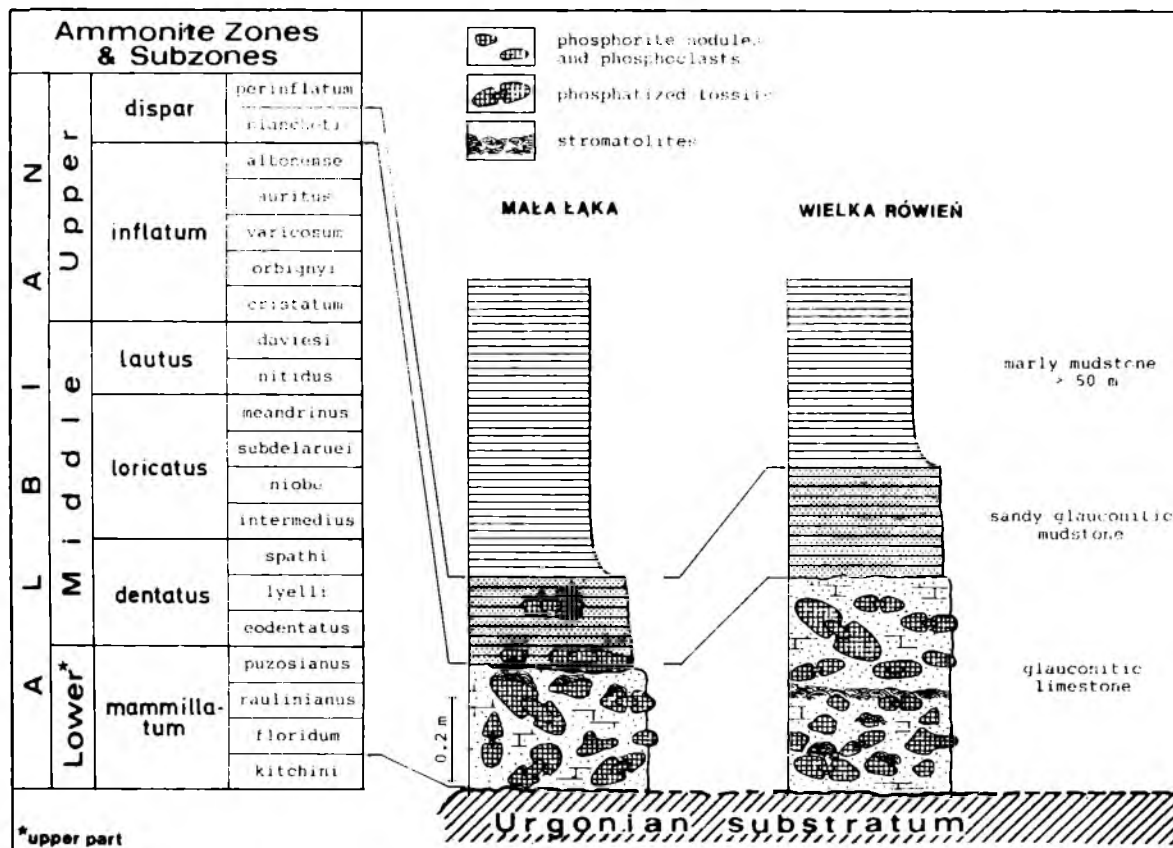 Ammonite Zones
& Subzones
ALBIAN
Upper
Middle
Lower*
dispar
inflatum
lautus
loricatus
dentatus
mammilla-
tum
perinflatum
blancheti
altonense
auritus
varicosum
orbignyi
cristatum
daviesi
nitidus
meandrinus
subdelaruei
niobe
intermedius
spathi
lyelli
eodentatus
puzosianus
raulinianus
floridum
kitchini
*upper part
phosphorite nodules
and phosphoclasts
phosphatized fossils
stromatolites
MAŁA ŁĄKA
WIELKA RÓWIEŃ
marly mudstone
> 50 m
sandy glauconitic
mudstone
glauconitic
limestone
0.2 m
Urgonian substratum